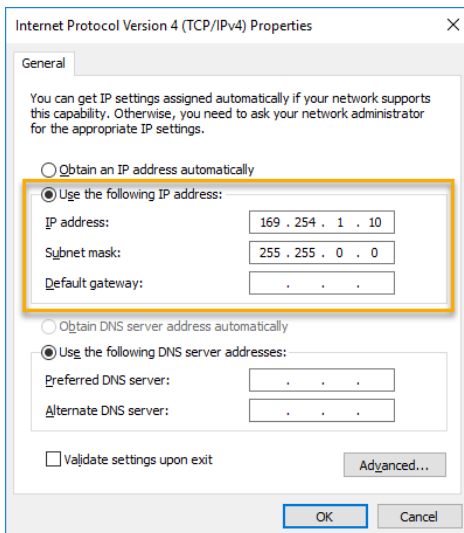 Internet Protocol Version 4 (TCP/IPv4) Properties
General
You can get IP settings assigned automatically if your network supports
this capability. Otherwise, you need to ask your network administrator
for the appropriate IP settings.
Obtain an IP address automatically
Use the following IP address:
IP address: 169 . 254 . 1 . 10
Subnet mask: 255 . 255 . 0 . 0
Default gateway: . . .
Obtain DNS server address automatically
Use the following DNS server addresses:
Preferred DNS server: . . .
Alternate DNS server: . . .
Validate settings upon exit
Advanced...
OK Cancel